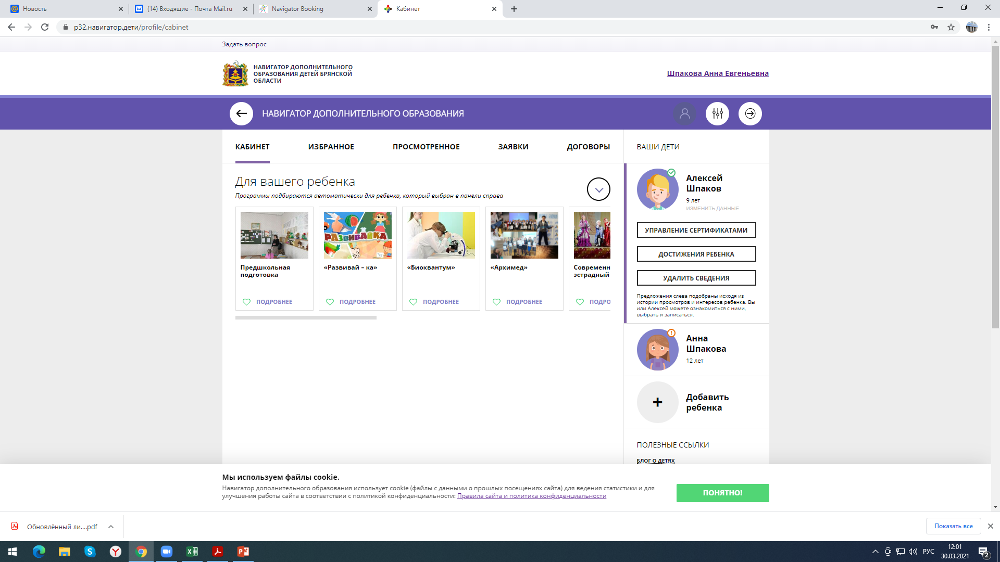 Новость
(14) Входящие - Почта Mail.ru
Navigator Booking
Кабинет
р32.навигатор.дети/profile/cabinet
Задать вопрос
НАВИГАТОР ДОПОЛНИТЕЛЬНОГО
ОБРАЗОВАНИЯ ДЕТЕЙ БРЯНСКОЙ
ОБЛАСТИ
Шпакова Анна Евгеньевна
НАВИГАТОР ДОПОЛНИТЕЛЬНОГО ОБРАЗОВАНИЯ
КАБИНЕТ
ИЗБРАННОЕ
ПРОСМОТРЕННОЕ
ЗАЯВКИ
ДОГОВОРЫ
Для вашего ребенка
Программы подбираются автоматически для ребенка, который выбран в панели справа
РАЗВИВАЙКА
Предшкольная
подготовка
ПОДРОБНЕЕ
«Развивай – ка»
ПОДРОБНЕЕ
«Биоквантум»
ПОДРОБНЕЕ
«Архимед»
ПОДРОБНЕЕ
Современн
эстрадный
ПОДРО
ВАШИ ДЕТИ
Алексей
Шпаков
9 лет
ИЗМЕНИТЬ ДАННЫЕ
УПРАВЛЕНИЕ СЕРТИФИКАТАМИ
ДОСТИЖЕНИЯ РЕБЕНКА
УДАЛИТЬ СВЕДЕНИЯ
Предложения слева подобраны исходя из
истории просмотров и интересов ребенка. Вы
или Алексей можете ознакомиться с ними,
выбрать и записаться.
Анна
Шпакова
12 лет
Добавить
ребенка
ПОЛЕЗНЫЕ ССЫЛКИ
БЛОГ О ДЕТЯХ
Мы используем файлы cookie.
Навигатор дополнительного образования использует cookie (файлы с данными о прошлых посещениях сайта) для ведения статистики и для
улучшения работы сайта в соответствии с политикой конфиденциальности: Правила сайта и политика конфиденциальности
ПОНЯТНО!
Обновлённый ли....pdf
Показать все
РУС
12:01
30.03.2021
2